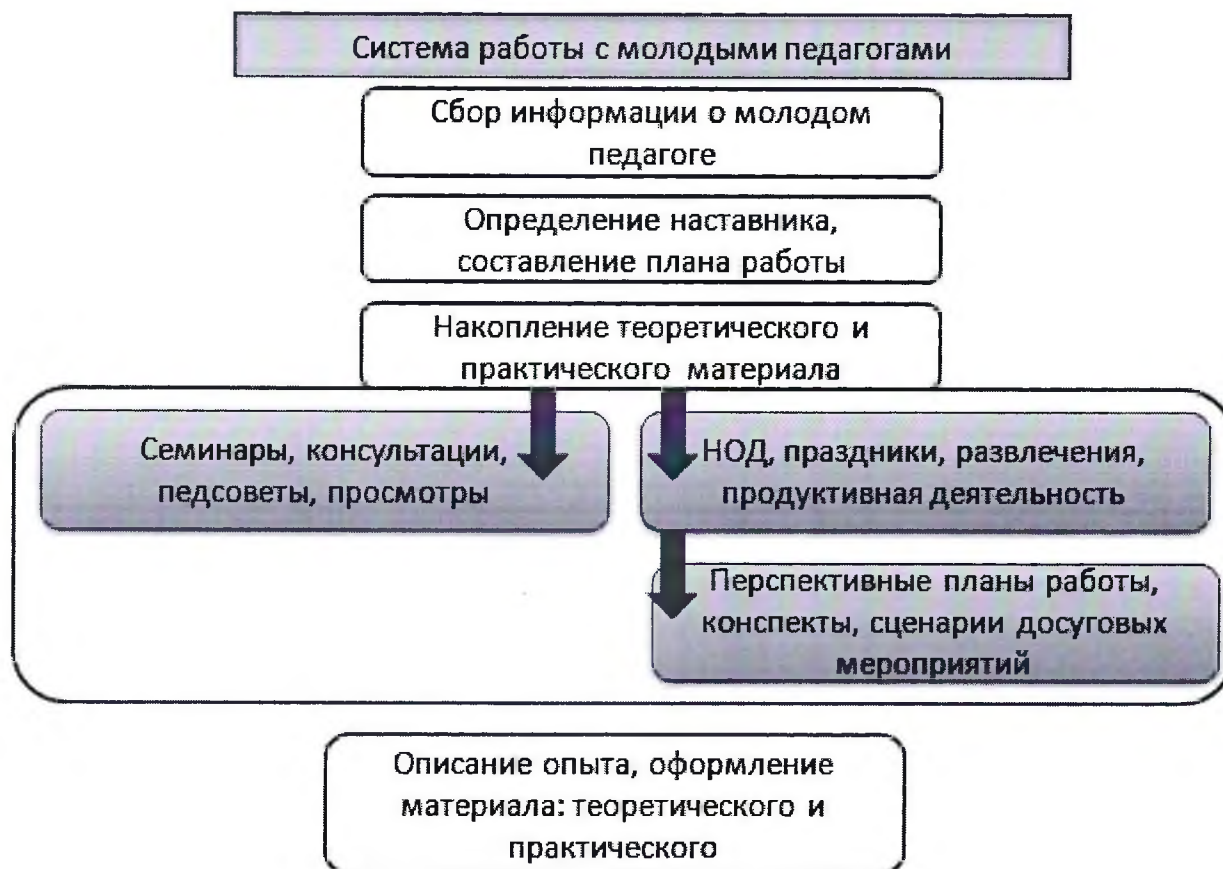 Система работы с молодыми педагогами
Сбор информации о молодом
педагоге
Определение наставника,
составление плана работы
Накопление теоретического и
практического материала
Семинары, консультации,
педсоветы, просмотры
НОД, праздники, развлечения,
продуктивная деятельность
Перспективные планы работы,
конспекты, сценарии досуговых
мероприятий
Описание опыта, оформление
материала: теоретического и
практического